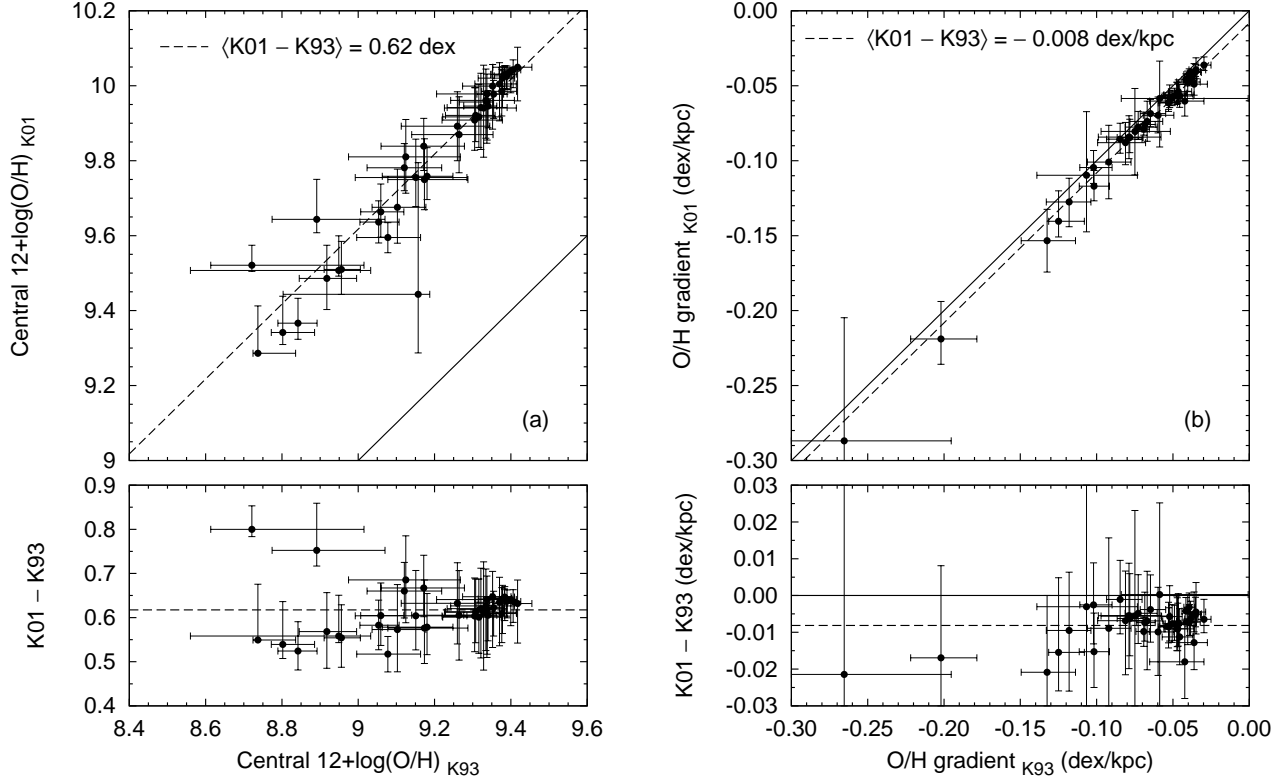 ⟨K01 – K93⟩ = 0.62 dex
10.2
10
9.8
9.6
9.4
9.2
9
Central 12+log(O/H) K01
(a)
0.9
0.8
0.7
0.6
0.5
0.4
K01 – K93
8.4 8.6 8.8 9 9.2 9.4 9.6
Central 12+log(O/H) K93
⟨K01 – K93⟩ = – 0.008 dex/kpc
0.00
-0.05
-0.10
-0.15
-0.20
-0.25
-0.30
O/H gradient K01 (dex/kpc)
(b)
0.03
0.02
0.01
0.00
-0.01
-0.02
-0.03
K01 – K93 (dex/kpc)
-0.30 -0.25 -0.20 -0.15 -0.10 -0.05 0.00
O/H gradient K93 (dex/kpc)